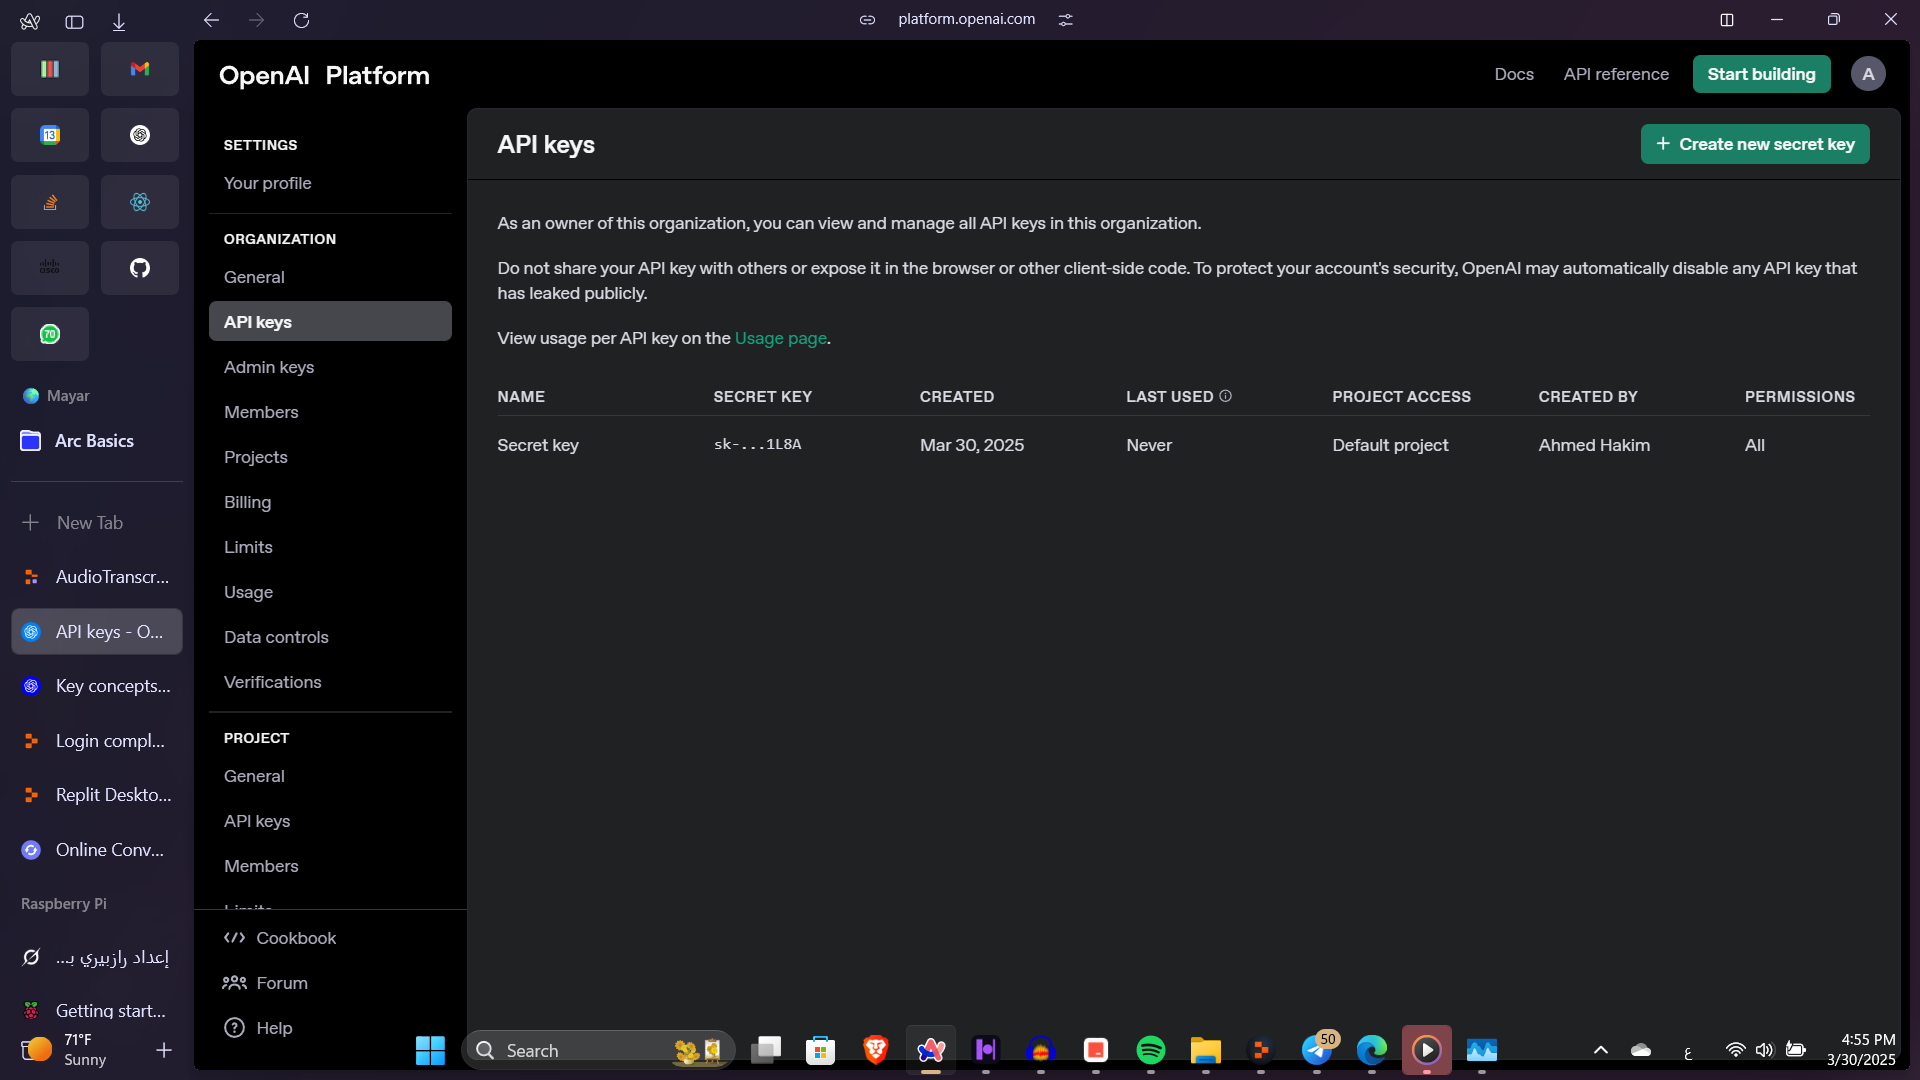 platform.openai.com
13
70
Mayar
Arc Basics
New Tab
AudioTranscr...
API keys - O...
Key concepts...
Login compl...
Replit Deskto...
Online Conv...
Raspberry Pi
إعداد رازبيري بـ...
Getting start...
71°F
Sunny
OpenAI Platform
Docs
API reference
Start building
A
SETTINGS
Your profile
ORGANIZATION
General
API keys
Admin keys
Members
Projects
Billing
Limits
Usage
Data controls
Verifications
PROJECT
General
API keys
Members
Limits
Cookbook
Forum
Help
API keys
+ Create new secret key
As an owner of this organization, you can view and manage all API keys in this organization.
Do not share your API key with others or expose it in the browser or other client-side code. To protect your account's security, OpenAI may automatically disable any API key that
has leaked publicly.
View usage per API key on the Usage page.
NAME SECRET KEY CREATED LAST USED PROJECT ACCESS CREATED BY PERMISSIONS
Secret key sk-...1L8A Mar 30, 2025 Never Default project Ahmed Hakim All
Search
50
ع
4:55 PM
3/30/2025